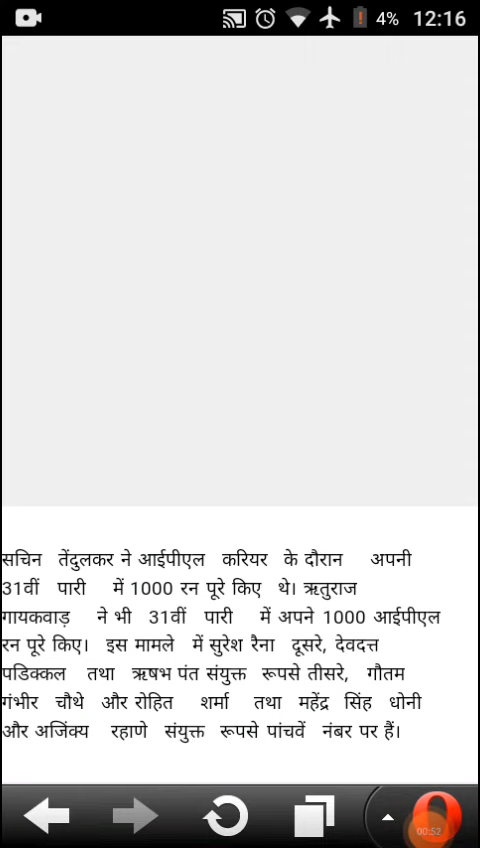 4% 12:16
सचिन तेंदुलकर ने आईपीएल करियर के दौरान अपनी
31वीं पारी में 1000 रन पूरे किए थे। ऋतुराज
गायकवाड़ ने भी 31वीं पारी में अपने 1000 आईपीएल
रन पूरे किए। इस मामले में सुरेश रैना दूसरे, देवदत्त
पडिक्कल तथा ऋषभ पंत संयुक्त रूपसे तीसरे, गौतम
गंभीर चौथे और रोहित शर्मा तथा महेंद्र सिंह धोनी
और अजिंक्य रहाणे संयुक्त रूपसे पांचवें नंबर पर हैं।
00:52